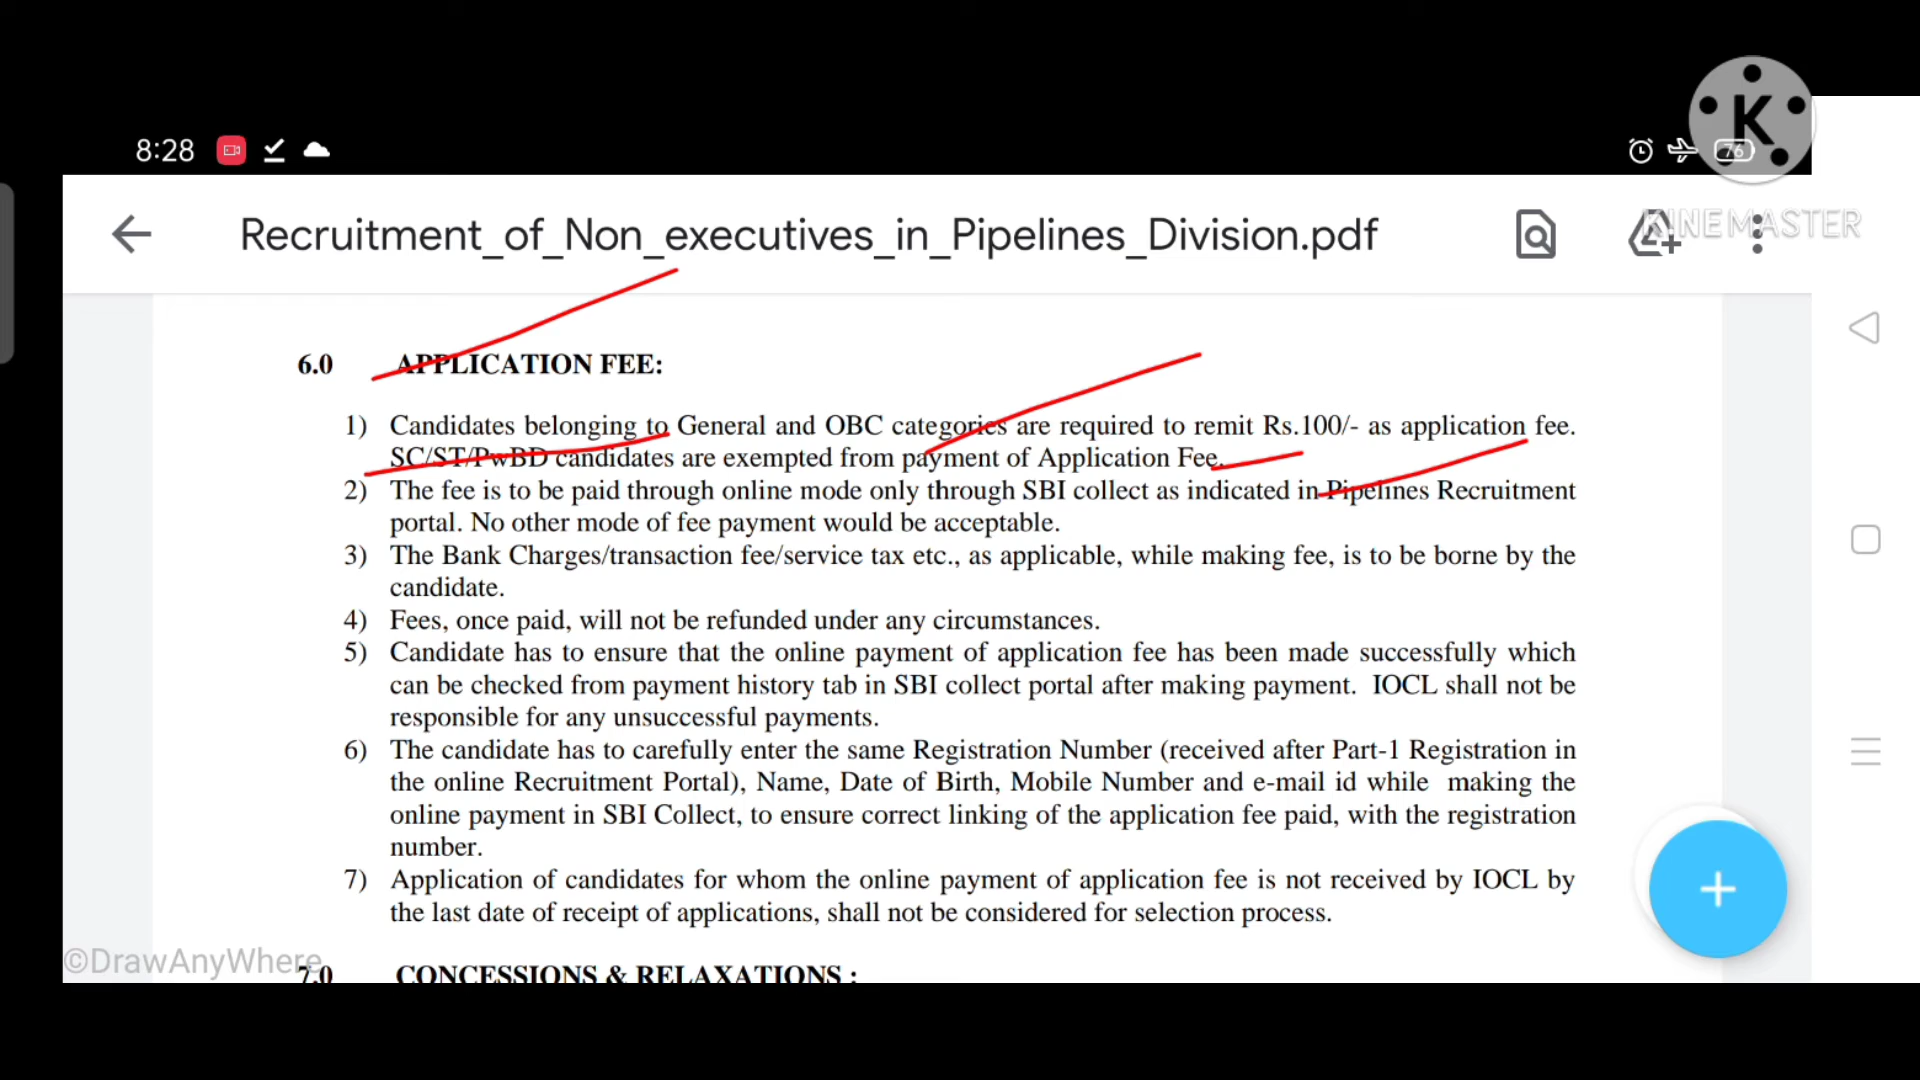 8:28
76
K
KINEMASTER
Recruitment_of_Non_executives_in_Pipelines_Division.pdf
6.0 APPLICATION FEE:
1) Candidates belonging to General and OBC categories are required to remit Rs.100/- as application fee.
SC/ST/PwBD candidates are exempted from payment of Application Fee.
2) The fee is to be paid through online mode only through SBI collect as indicated in Pipelines Recruitment
portal. No other mode of fee payment would be acceptable.
3) The Bank Charges/transaction fee/service tax etc., as applicable, while making fee, is to be borne by the
candidate.
4) Fees, once paid, will not be refunded under any circumstances.
5) Candidate has to ensure that the online payment of application fee has been made successfully which
can be checked from payment history tab in SBI collect portal after making payment. IOCL shall not be
responsible for any unsuccessful payments.
6) The candidate has to carefully enter the same Registration Number (received after Part-1 Registration in
the online Recruitment Portal), Name, Date of Birth, Mobile Number and e-mail id while making the
online payment in SBI Collect, to ensure correct linking of the application fee paid, with the registration
number.
7) Application of candidates for whom the online payment of application fee is not received by IOCL by
the last date of receipt of applications, shall not be considered for selection process.
©DrawAnyWhere
7.0 CONCESSIONS & RELAXATIONS :